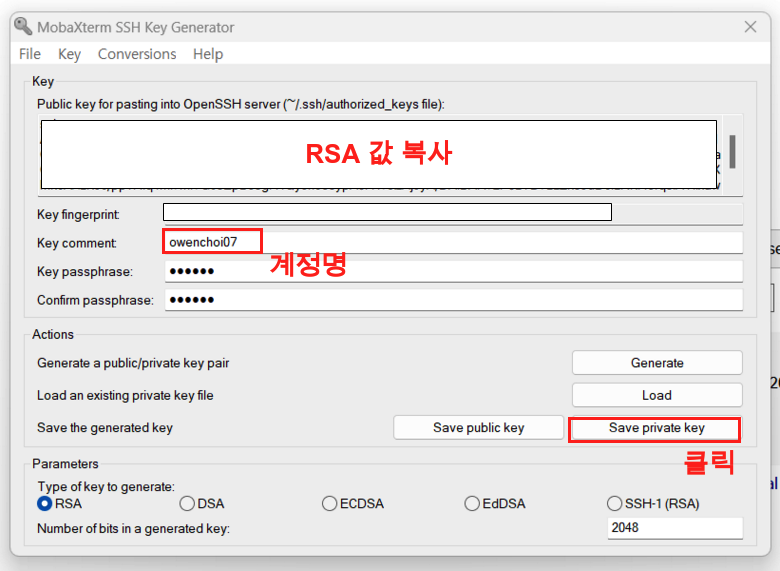 MobaXterm SSH Key Generator
File Key Conversions Help
Key
Public key for pasting into OpenSSH server (~/.ssh/authorized_keys file):
RSA 값 복사
Key fingerprint:
Key comment: owenchoi07
계정명
Key passphrase: ●●●●●●
Confirm passphrase: ●●●●●●
Actions
Generate a public/private key pair Generate
Load an existing private key file Load
Save the generated key Save public key Save private key
클릭
Parameters
Type of key to generate:
RSA DSA ECDSA EdDSA SSH-1 (RSA)
Number of bits in a generated key: 2048